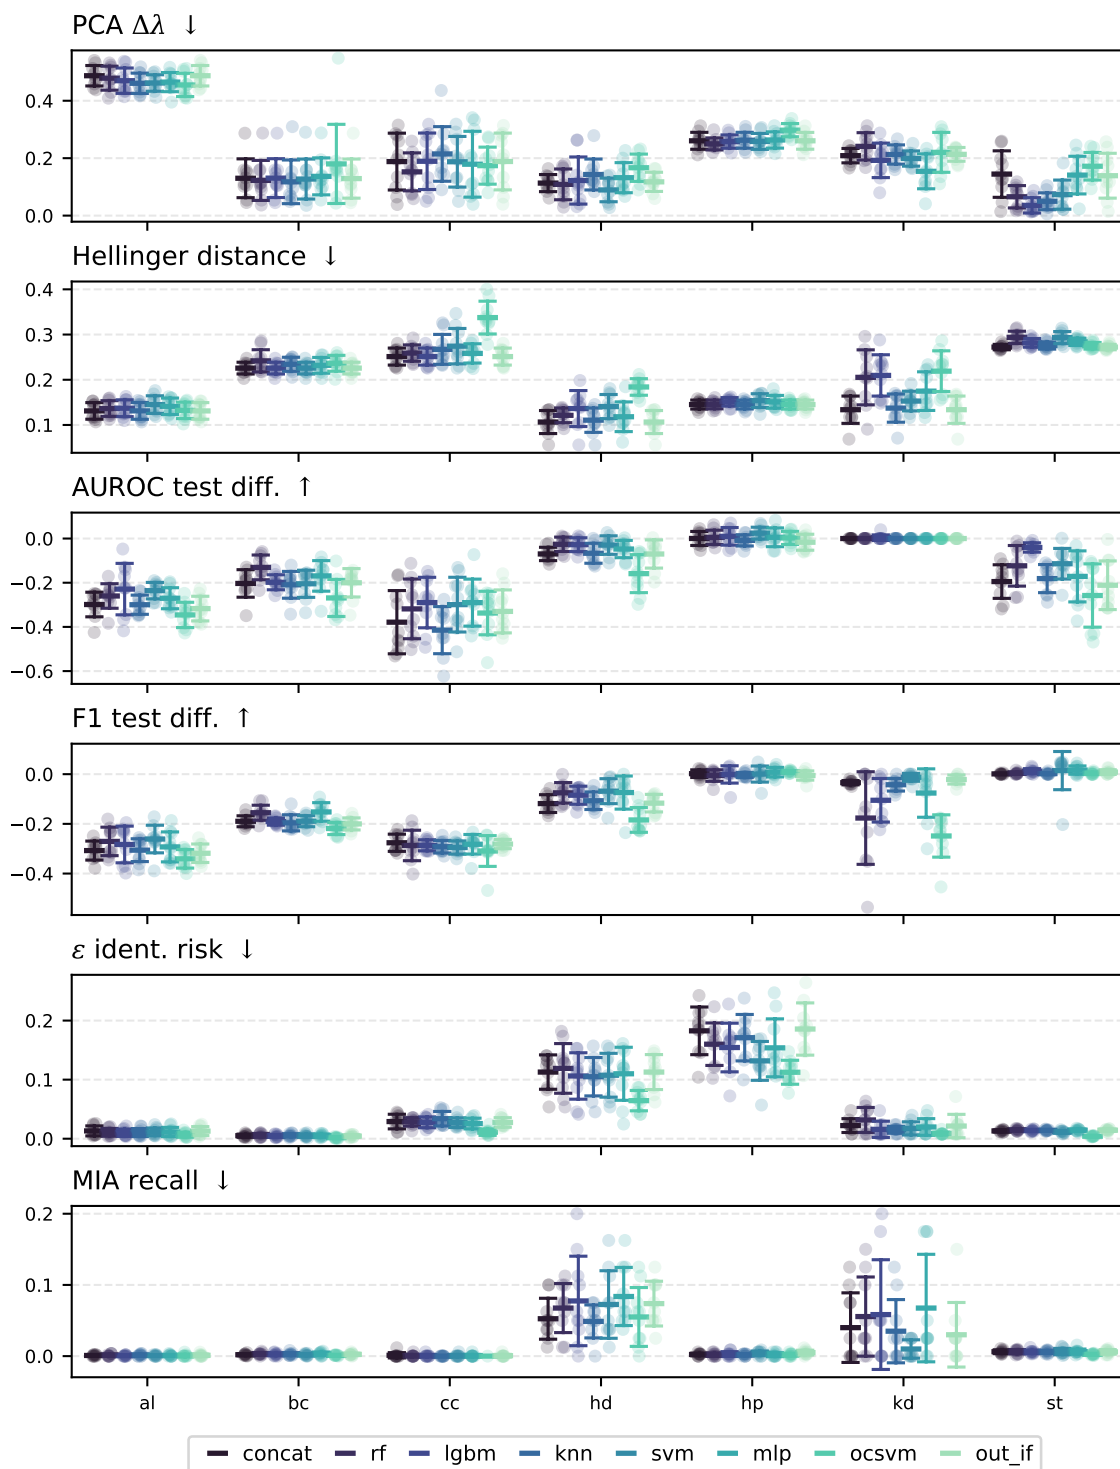 PCA Δλ ↓
0.4
0.2
0.0
Hellinger distance ↓
0.4
0.3
0.2
0.1
AUROC test diff. ↑
0.0
−0.2
−0.4
−0.6
F1 test diff. ↑
0.0
−0.2
−0.4
ε ident. risk ↓
0.2
0.1
0.0
MIA recall ↓
0.2
0.1
0.0
al bc cc hd hp kd st
concat rf lgbm knn svm mlp ocsvm out_if